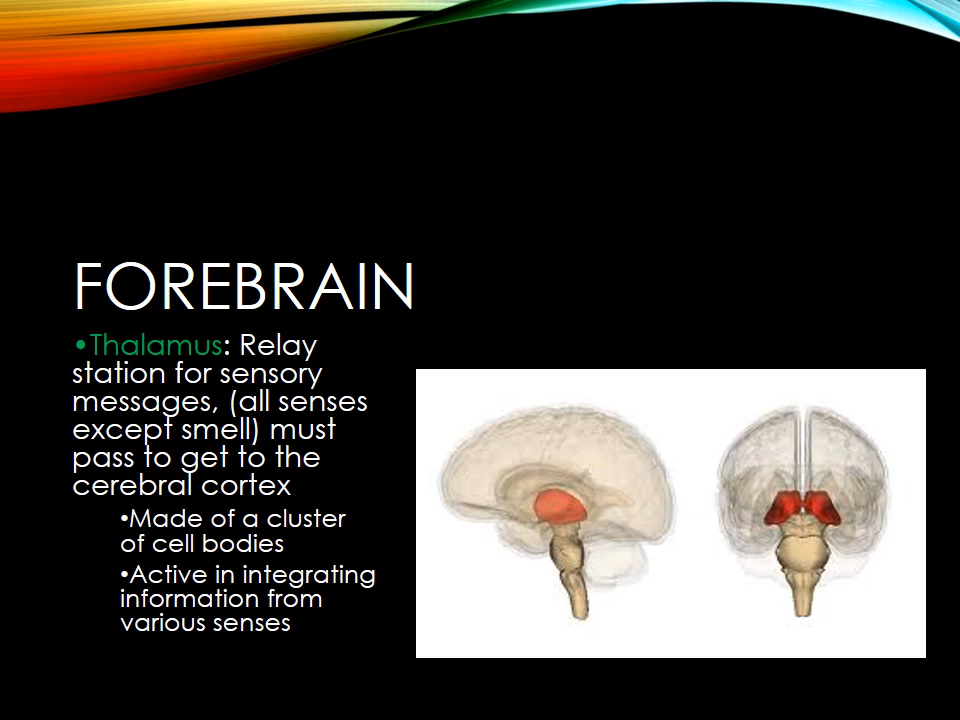 FOREBRAIN
•Thalamus: Relay
station for sensory
messages, (all senses
except smell) must
pass to get to the
cerebral cortex
•Made of a cluster
of cell bodies
•Active in integrating
information from
various senses